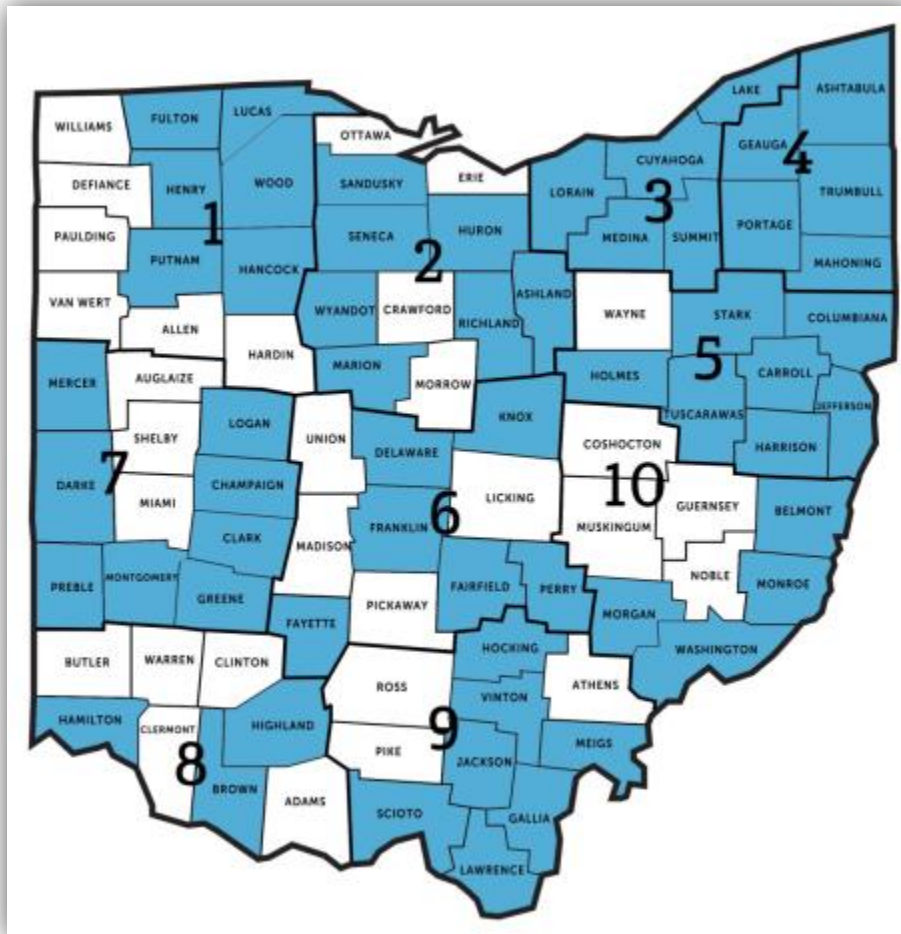 LAKE
ASHTABULA
LUCAS
FULTON
WILLIAMS
OTTAWA
GEAUGA
4
CUYAHOGA
ERIE
WOOD
SANDUSKY
DEFIANCE
HENRY
LORAIN
TRUMBULL
3
1
PORTAGE
HURON
PAULDING
SENECA
MEDINA
SUMMIT
2
PUTNAM
HANCOCK
MAHONING
ASHLAND
VAN WERT
WYANDOT
CRAWFORD
WAYNE
STARK
COLUMBIANA
RICHLAND
ALLEN
5
HARDIN
MARION
HOLMES
CARROLL
AUGLAIZE
MERCER
MORROW
JEFFERSON
KNOX
TUSCARAWAS
LOGAN
UNION
SHELBY
COSHOCTON
HARRISON
DELAWARE
7
DARKE
CHAMPAIGN
10
LICKING
MIAMI
GUERNSEY
BELMONT
6
FRANKLIN
MUSKINGUM
CLARK
MADISON
NOBLE
MONTGOMERY
MONROE
PREBLE
FAIRFIELD
PERRY
GREENE
PICKAWAY
MORGAN
FAYETTE
HOCKING
WASHINGTON
BUTLER
WARREN
CLINTON
ROSS
ATHENS
VINTON
HAMILTON
HIGHLAND
CLERMONT
9
MEIGS
PIKE
JACKSON
8
BROWN
ADAMS
SCIOTO
GALLIA
LAWRENCE